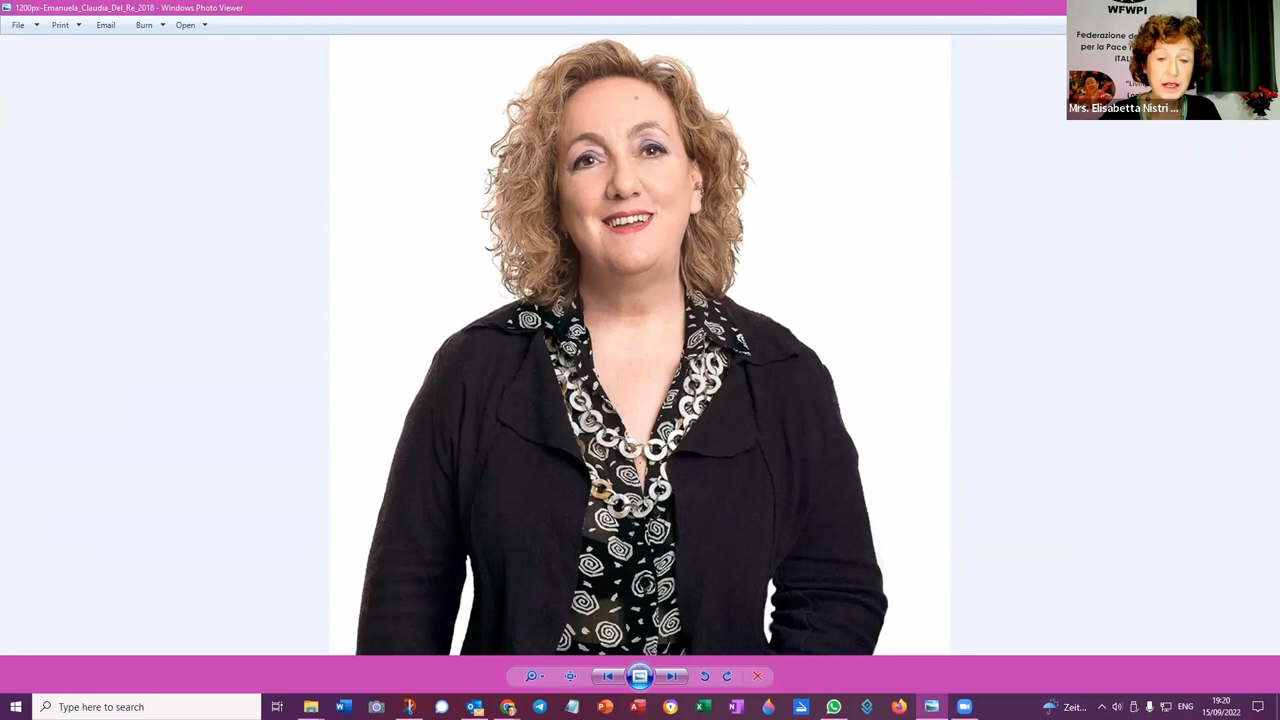 1200px-Emanuela_Claudia_Del_Re_2018 - Windows Photo Viewer
File Print Email Burn Open
WFWPI
Federazione de
per la Pace
ITAL
"Livin
Mrs. Elisabetta Nistri ...
Type here to search
Zeit...
ENG
19:20
15/09/2022